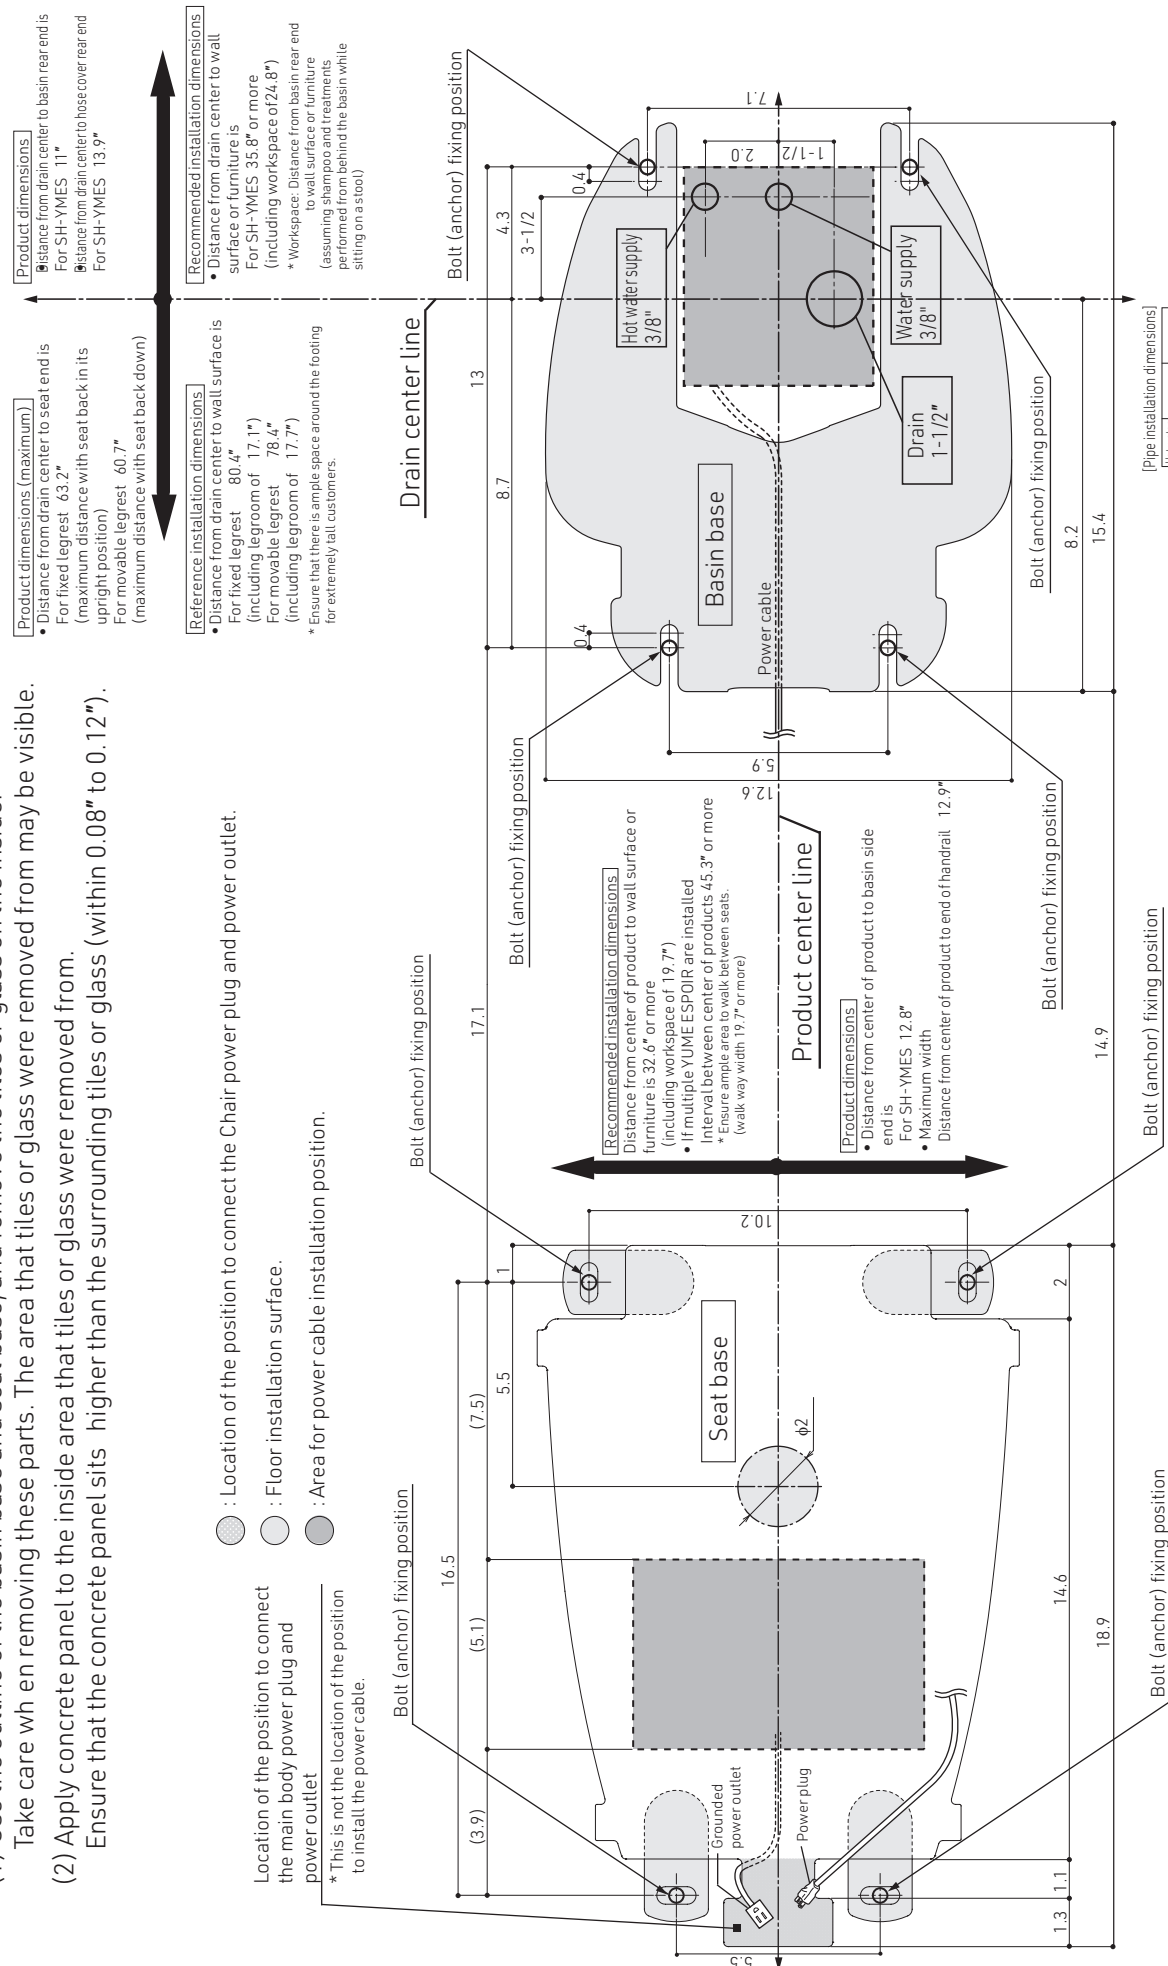 Take care wh en removing these parts. The area that tiles or glass were removed from may be visible.
(2) Apply concrete panel to the inside area that tiles or glass were removed from.
Ensure that the concrete panel sits higher than the surrounding tiles or glass (within 0.08" to 0.12").
: Location of the position to connect the Chair power plug and power outlet.
: Floor installation surface.
: Area for power cable installation position.
Location of the position to connect
the main body power plug and
power outlet
* This is not the location of the position
to install the power cable.
Product dimensions (maximum)
• Distance from drain center to seat end is
For fixed legrest 63.2"
(maximum distance with seat back in its
upright position)
For movable legrest 60.7"
(maximum distance with seat back down)
Reference installation dimensions
• Distance from drain center to wall surface is
For fixed legrest 80.4"
(including legroom of 17.1")
For movable legrest 78.4"
(including legroom of 17.7")
* Ensure that there is ample space around the footing
for extremely tall customers.
Product dimensions
• Distance from drain center to basin rear end is
For SH-YMES 11"
• Distance from drain center to hose cover rear end
For SH-YMES 13.9"
Recommended installation dimensions
• Distance from drain center to wall
surface or furniture is
For SH-YMES 35.8" or more
(including workspace of 24.8")
* Workspace: Distance from basin rear end
to wall surface or furniture
(assuming shampoo and treatments
performed from behind the basin while
sitting on a stool)
Bolt (anchor) fixing position
Bolt (anchor) fixing position
Bolt (anchor) fixing position
Drain center line
Bolt (anchor) fixing position
16.5
17.1
13
4.3
(3.9)
(5.1)
(7.5)
5.5
1
8.7
3-1/2
0.4
0.4
Hot water supply
3/8"
Water supply
3/8"
Drain
1-1/2"
Basin base
Power cable
2.0
1-1/2
7.1
5.9
12.6
Recommended installation dimensions
Distance from center of product to wall surface or
furniture is 32.6" or more
(including workspace of 19.7")
• If multiple YUME ESPOIR are installed
Interval between center of products 45.3" or more
* Ensure ample area to walk between seats.
(walk way width 19.7" or more)
Product center line
Product dimensions
• Distance from center of product to basin side
end is
For SH-YMES 12.8"
• Maximum width
Distance from center of product to end of handrail 12.9"
Seat base
φ2
10.2
Grounded
power outlet
Power plug
5.5
1.3
1.1
14.6
2
8.2
18.9
14.9
15.4
Bolt (anchor) fixing position
Bolt (anchor) fixing position
Bolt (anchor) fixing position
Bolt (anchor) fixing position
[Pipe installation dimensions]